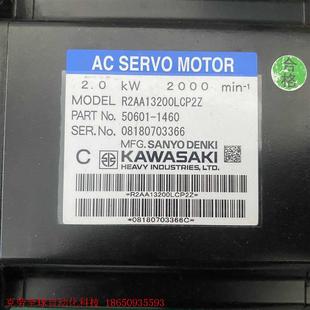 AC SERVO MOTOR
2.0 kW 2000 min-1
合格
MODEL R2AA13200LCP2Z
PART No. 50601-1460
SER.No. 08180703366
MFG. SANYO DENKI
C KAWASAKI
HEAVY INDUSTRIES, LTD.
-R2AA13200LCP2Z-
*08180703366C*
18650935593